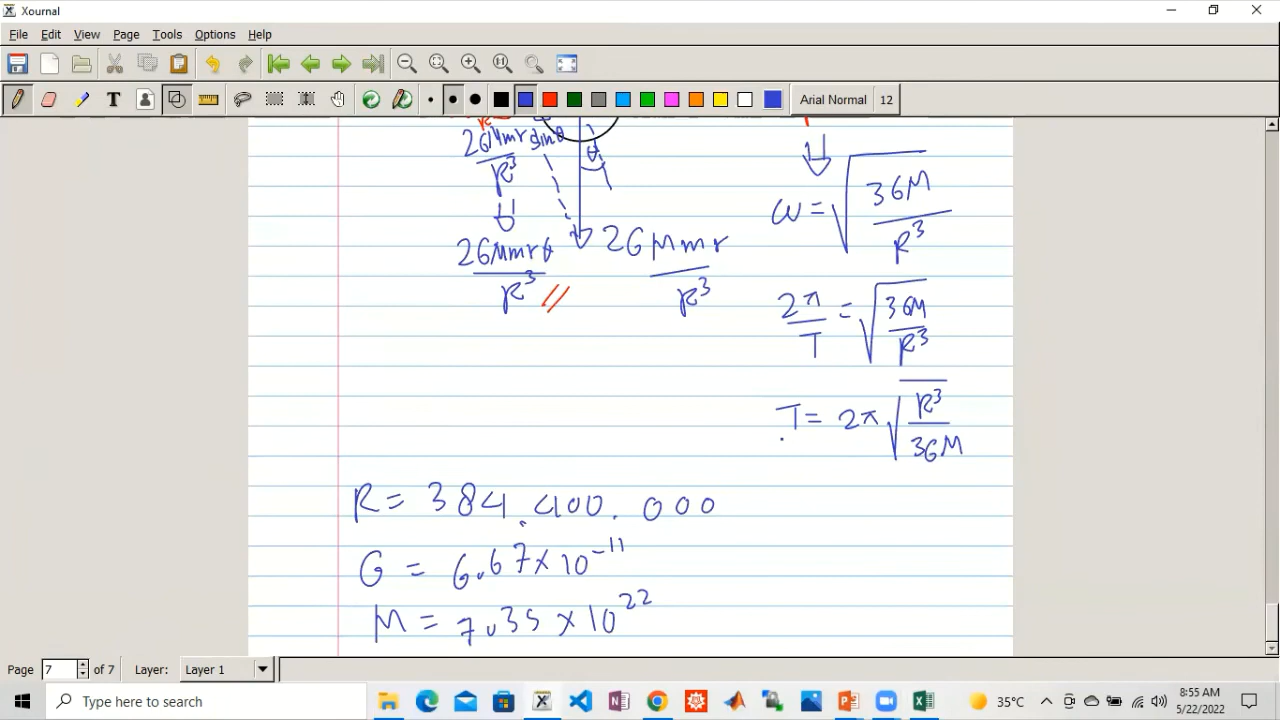 Xournal
File Edit View Page Tools Options Help
T Arial Normal 12
2GMmr sinθ
R³
2GMmrθ
R³
2GMmr
R³
θ
ω = √ 3GM
R³
2π = √ 3GM
T R³
T = 2π √ R³
3GM
R = 384.400.000
G = 6.67 × 10⁻¹¹
M = 7.35 × 10²²
Page 7 of 7 Layer: Layer 1
Type here to search
35°C
8:55 AM
5/22/2022